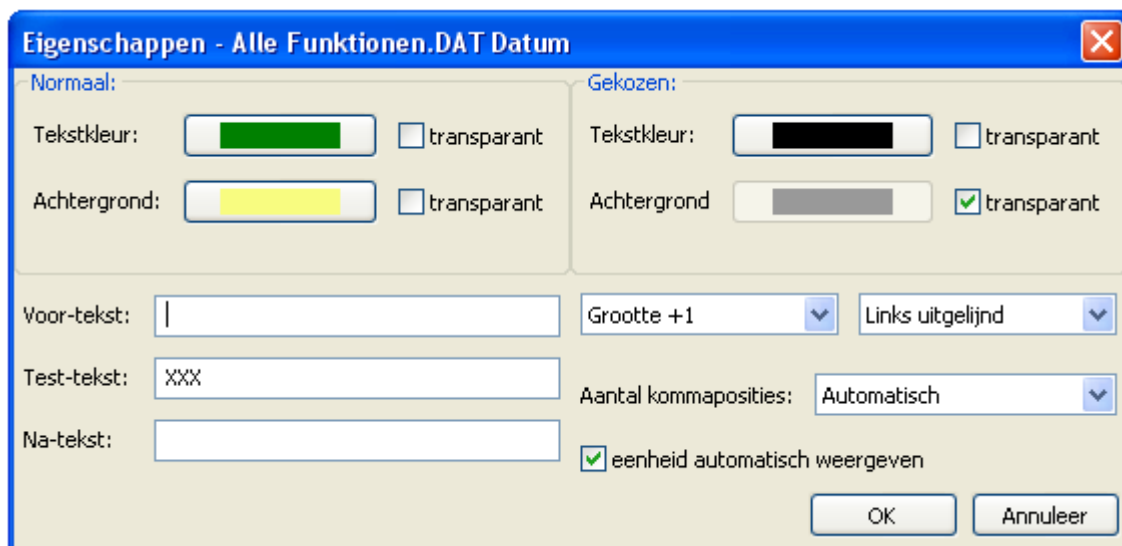 Eigenschappen - Alle Funktionen.DAT Datum
Normaal:
Tekstkleur:
transparant
Achtergrond:
transparant
Gekozen:
Tekstkleur:
transparant
Achtergrond
transparant
Voor-tekst:
Grootte +1
Links uitgelijnd
Test-tekst:
XXX
Aantal kommaposities:
Automatisch
Na-tekst:
eenheid automatisch weergeven
OK
Annuleer